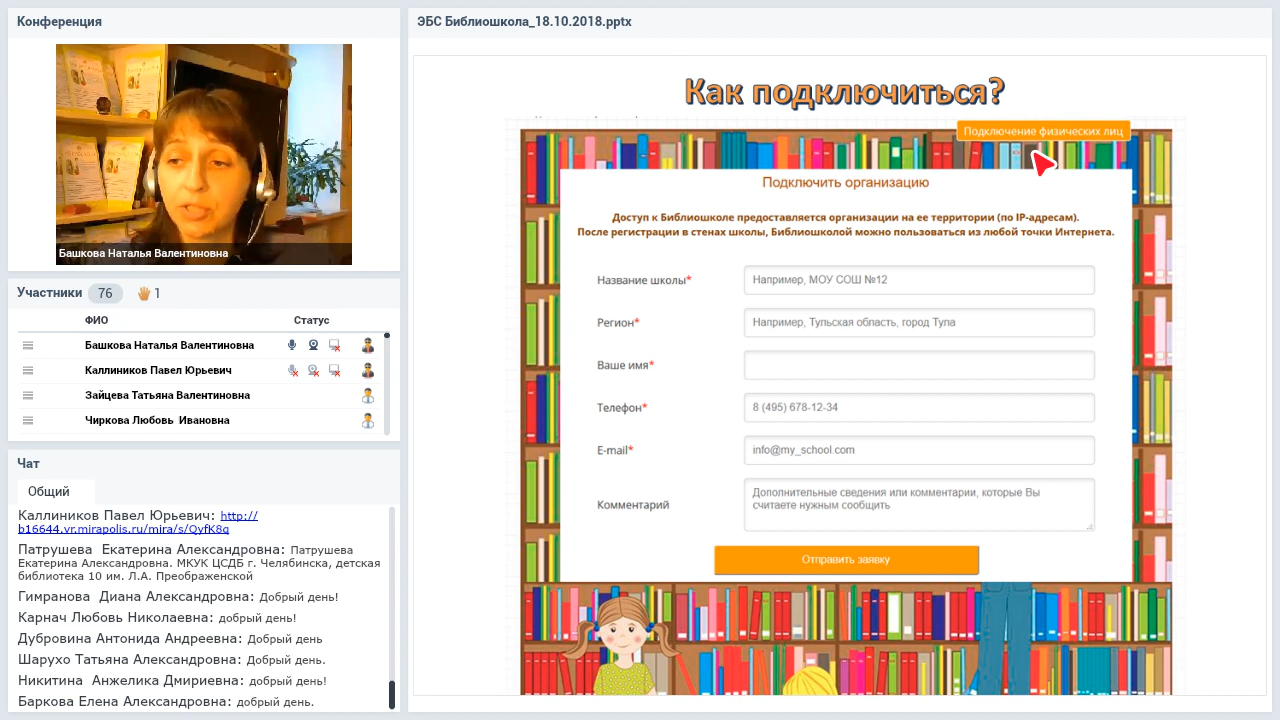 Конференция
Башкова Наталья Валентиновна
Участники 76 1
ФИО Статус
Башкова Наталья Валентиновна
Каллиников Павел Юрьевич
Зайцева Татьяна Валентиновна
Чиркова Любовь Ивановна
Чат
Общий
Каллиников Павел Юрьевич: http://
b16644.vr.mirapolis.ru/mira/s/QyfK8q
Патрушева Екатерина Александровна: Патрушева
Екатерина Александровна. МКУК ЦСДБ г. Челябинска, детская
библиотека 10 им. Л.А. Преображенской
Гимранова Диана Александровна: Добрый день!
Карнач Любовь Николаевна: добрый день!
Дубровина Антонида Андреевна: Добрый день
Шарухо Татьяна Александровна: Добрый день.
Никитина Анжелика Дмириевна: добрый день!
Баркова Елена Александровна: добрый день.
ЭБС Библиошкола_18.10.2018.pptx
Как подключиться?
Подключение физических лиц
Подключить организацию
Доступ к Библиошколе предоставляется организации на ее территории (по IP-адресам).
После регистрации в стенах школы, Библиошколой можно пользоваться из любой точки Интернета.
Название школы* Например, МОУ СОШ №12
Регион* Например, Тульская область, город Тула
Ваше имя*
Телефон* 8 (495) 678-12-34
E-mail* info@my_school.com
Комментарий Дополнительные сведения или комментарии, которые Вы
считаете нужным сообщить
Отправить заявку